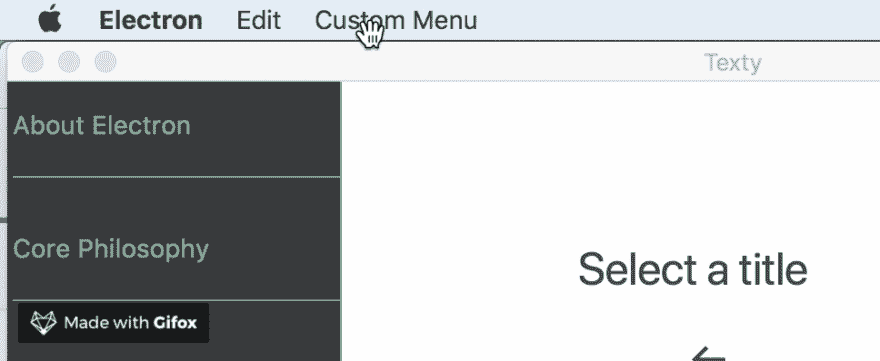 Electron Edit Custom Menu
Texty
About Electron
Core Philosophy
Select a title
Made with Gifox